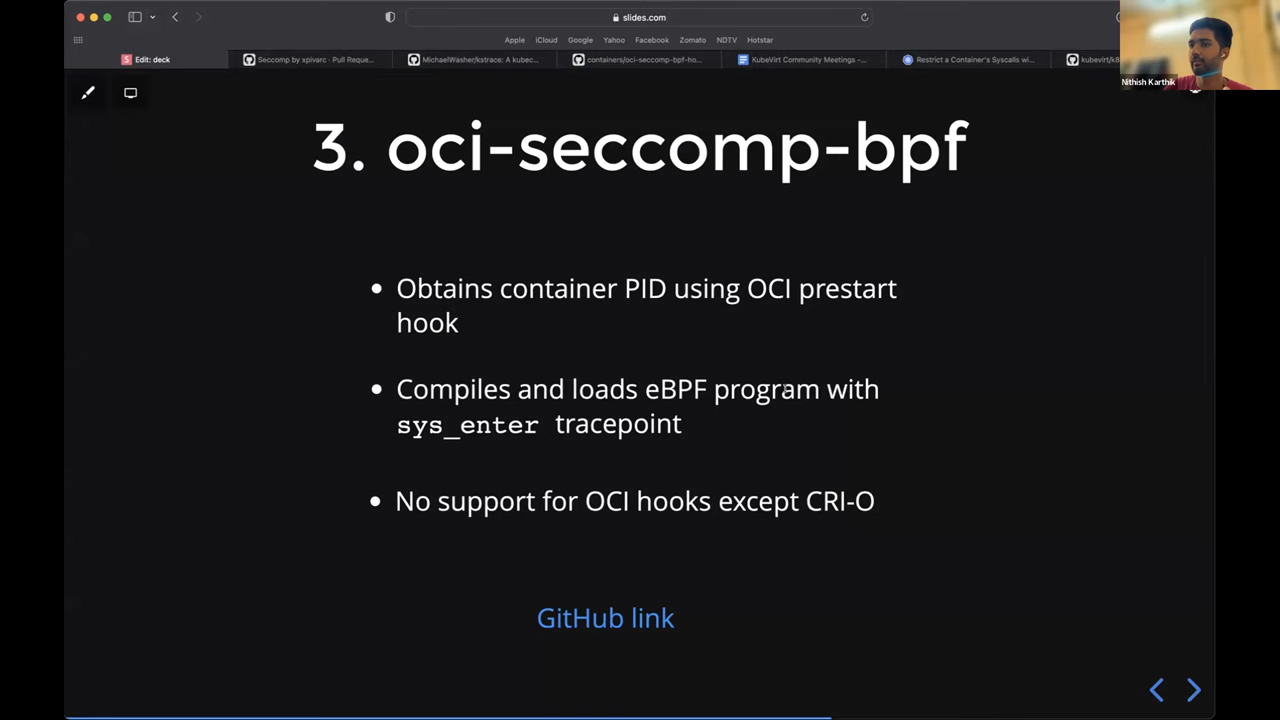 slides.com
Apple iCloud Google Yahoo Facebook Zomato NDTV Hotstar
Edit: deck
Seccomp by xpivarc · Pull Reque...
MichaelWasher/kstrace: A kubec...
containers/oci-seccomp-bpf-ho...
KubeVirt Community Meetings -...
Restrict a Container's Syscalls wi...
kubevirt/k8
Nithish Karthik
3. oci-seccomp-bpf
• Obtains container PID using OCI prestart
hook
• Compiles and loads eBPF program with
sys_enter tracepoint
• No support for OCI hooks except CRI-O
GitHub link